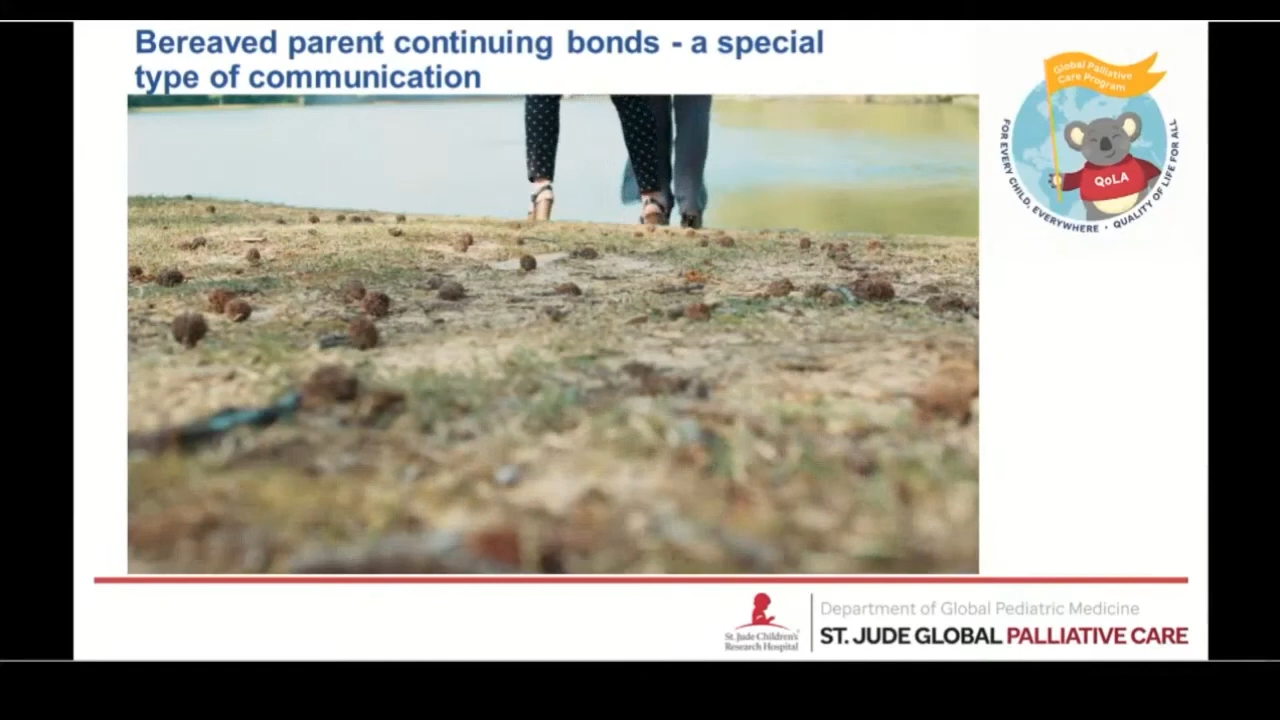 Bereaved parent continuing bonds - a special
type of communication
Global Palliative
Care Program
QoLA
FOR EVERY CHILD, EVERYWHERE • QUALITY OF LIFE FOR ALL
St. Jude Children's
Research Hospital
Department of Global Pediatric Medicine
ST. JUDE GLOBAL PALLIATIVE CARE